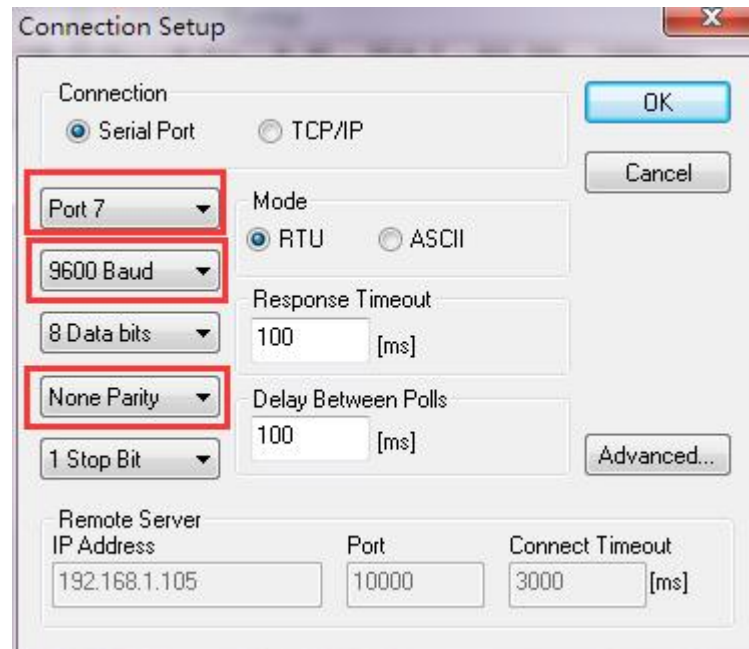 Connection Setup
Connection
OK
Serial Port
TCP/IP
Cancel
Port 7
Mode
RTU
ASCII
9600 Baud
Response Timeout
8 Data bits
100
[ms]
None Parity
Delay Between Polls
100
[ms]
1 Stop Bit
Advanced...
Remote Server
IP Address
Port
Connect Timeout
192.168.1.105
10000
3000
[ms]